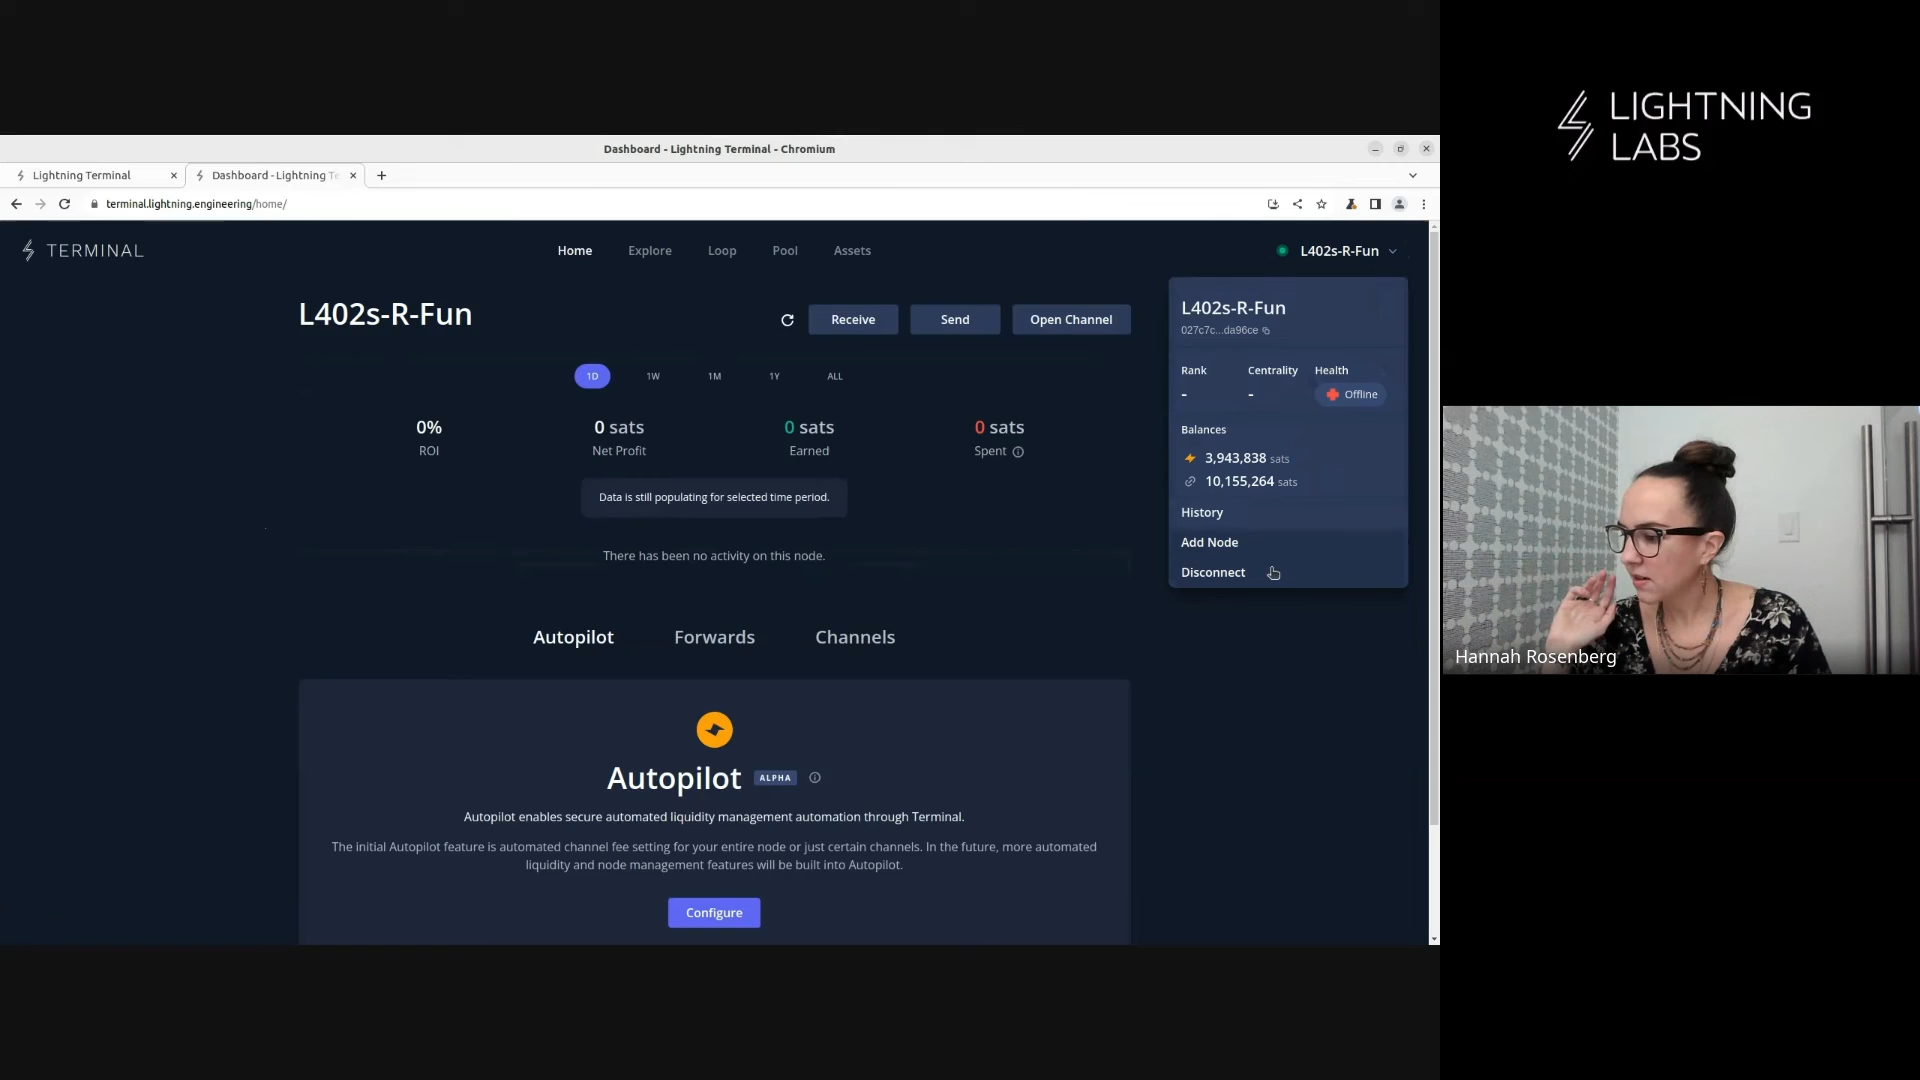 LIGHTNING
LABS
Dashboard - Lightning Terminal - Chromium
Lightning Terminal
Dashboard - Lightning Te
terminal.lightning.engineering/home/
TERMINAL
Home Explore Loop Pool Assets
L402s-R-Fun
L402s-R-Fun
Receive Send Open Channel
1D 1W 1M 1Y ALL
0% 0 sats 0 sats 0 sats
ROI Net Profit Earned Spent
Data is still populating for selected time period.
There has been no activity on this node.
L402s-R-Fun
027c7c...da96ce
Rank Centrality Health
- - Offline
Balances
3,943,838 sats
10,155,264 sats
History
Add Node
Disconnect
Autopilot Forwards Channels
Autopilot ALPHA
Autopilot enables secure automated liquidity management automation through Terminal.
The initial Autopilot feature is automated channel fee setting for your entire node or just certain channels. In the future, more automated
liquidity and node management features will be built into Autopilot.
Configure
Hannah Rosenberg